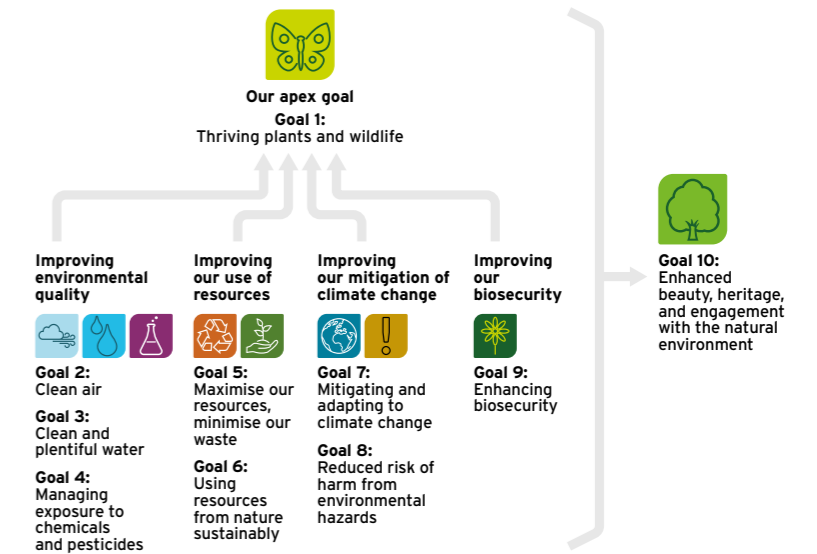 Our apex goal
Goal 1:
Thriving plants and wildlife
Improving
environmental
quality
Goal 2:
Clean air
Goal 3:
Clean and
plentiful water
Goal 4:
Managing
exposure to
chemicals
and pesticides
Improving
our use of
resources
Goal 5:
Maximise our
resources,
minimise our
waste
Goal 6:
Using
resources
from nature
sustainably
Improving
our mitigation of
climate change
Goal 7:
Mitigating and
adapting to
climate change
Goal 8:
Reduced risk of
harm from
environmental
hazards
Improving
our
biosecurity
Goal 9:
Enhancing
biosecurity
Goal 10:
Enhanced
beauty, heritage,
and engagement
with the natural
environment